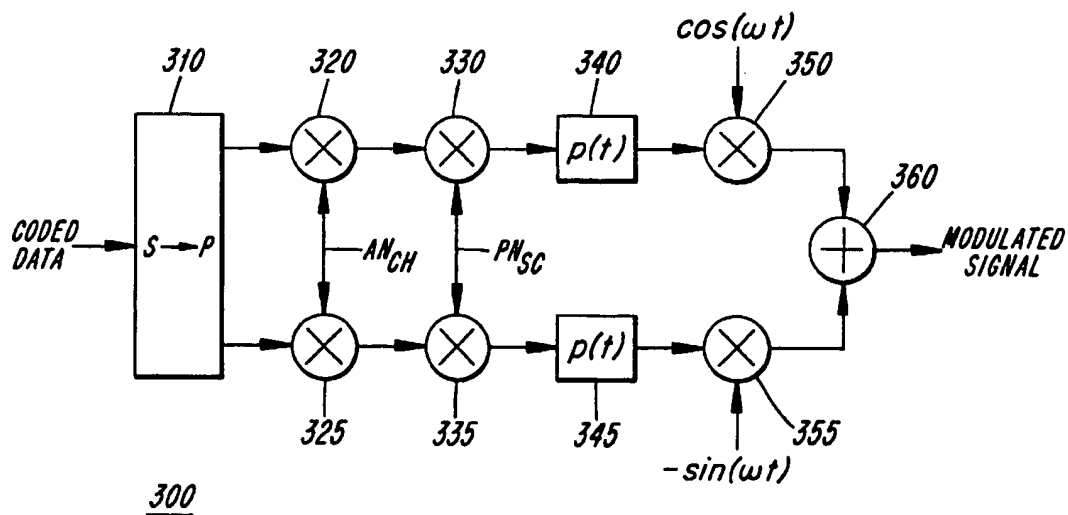 cos(ωt)
310
320
330
340
350
p(t)
360
CODED
DATA
S→P
AN_CH
PN_SC
MODULATED
SIGNAL
p(t)
325
335
345
355
-sin(ωt)
300